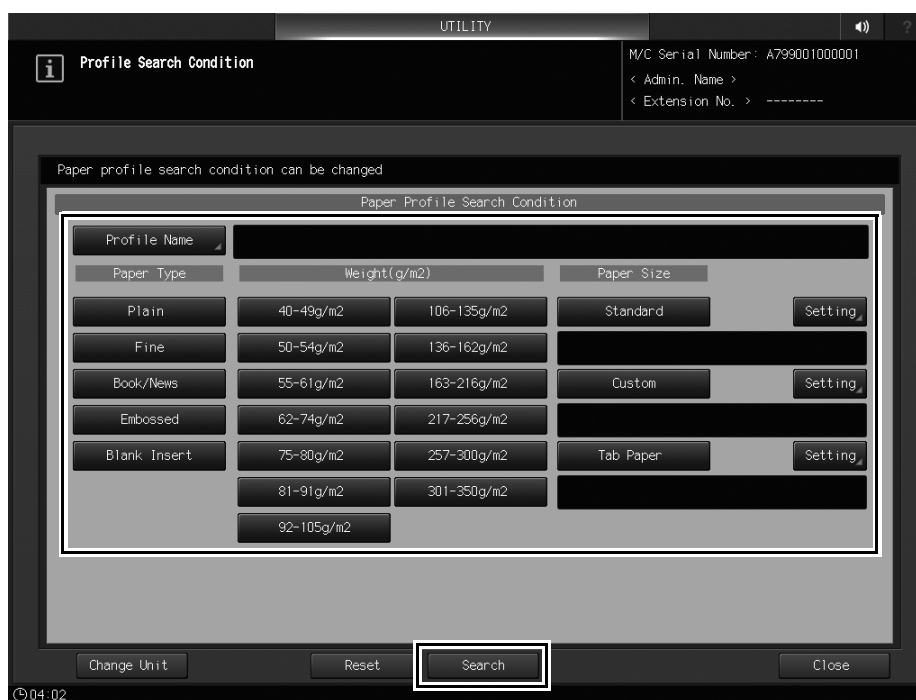 UTILITY
?
Profile Search Condition
M/C Serial Number: A799001000001
< Admin. Name >
< Extension No. > --------
Paper profile search condition can be changed
Paper Profile Search Condition
Profile Name
Paper Type Weight(g/m2) Paper Size
Plain 40-49g/m2 106-135g/m2 Standard Setting
Fine 50-54g/m2 136-162g/m2
Book/News 55-61g/m2 163-216g/m2 Custom Setting
Embossed 62-74g/m2 217-256g/m2
Blank Insert 75-80g/m2 257-300g/m2 Tab Paper Setting
81-91g/m2 301-350g/m2
92-105g/m2
Change Unit Reset Search Close
04:02